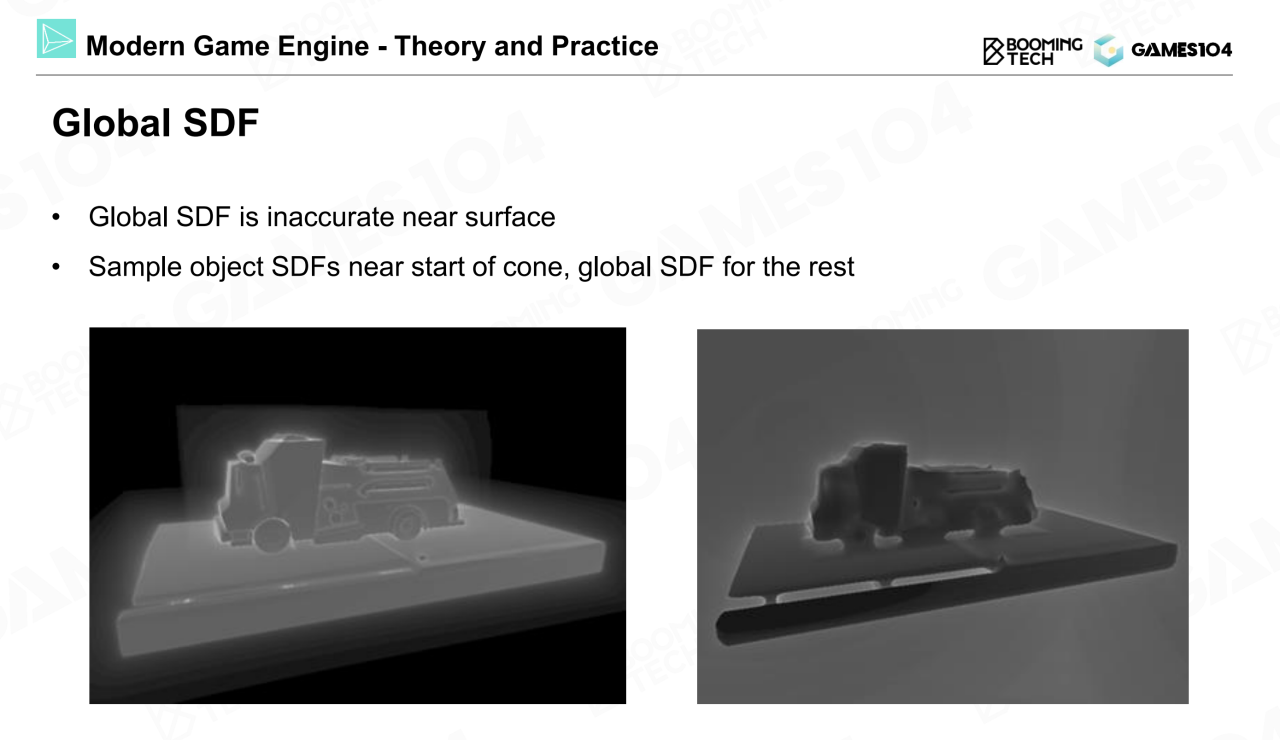 Modern Game Engine - Theory and Practice
BOOMING
TECH
GAMES104
Global SDF
• Global SDF is inaccurate near surface
• Sample object SDFs near start of cone, global SDF for the rest